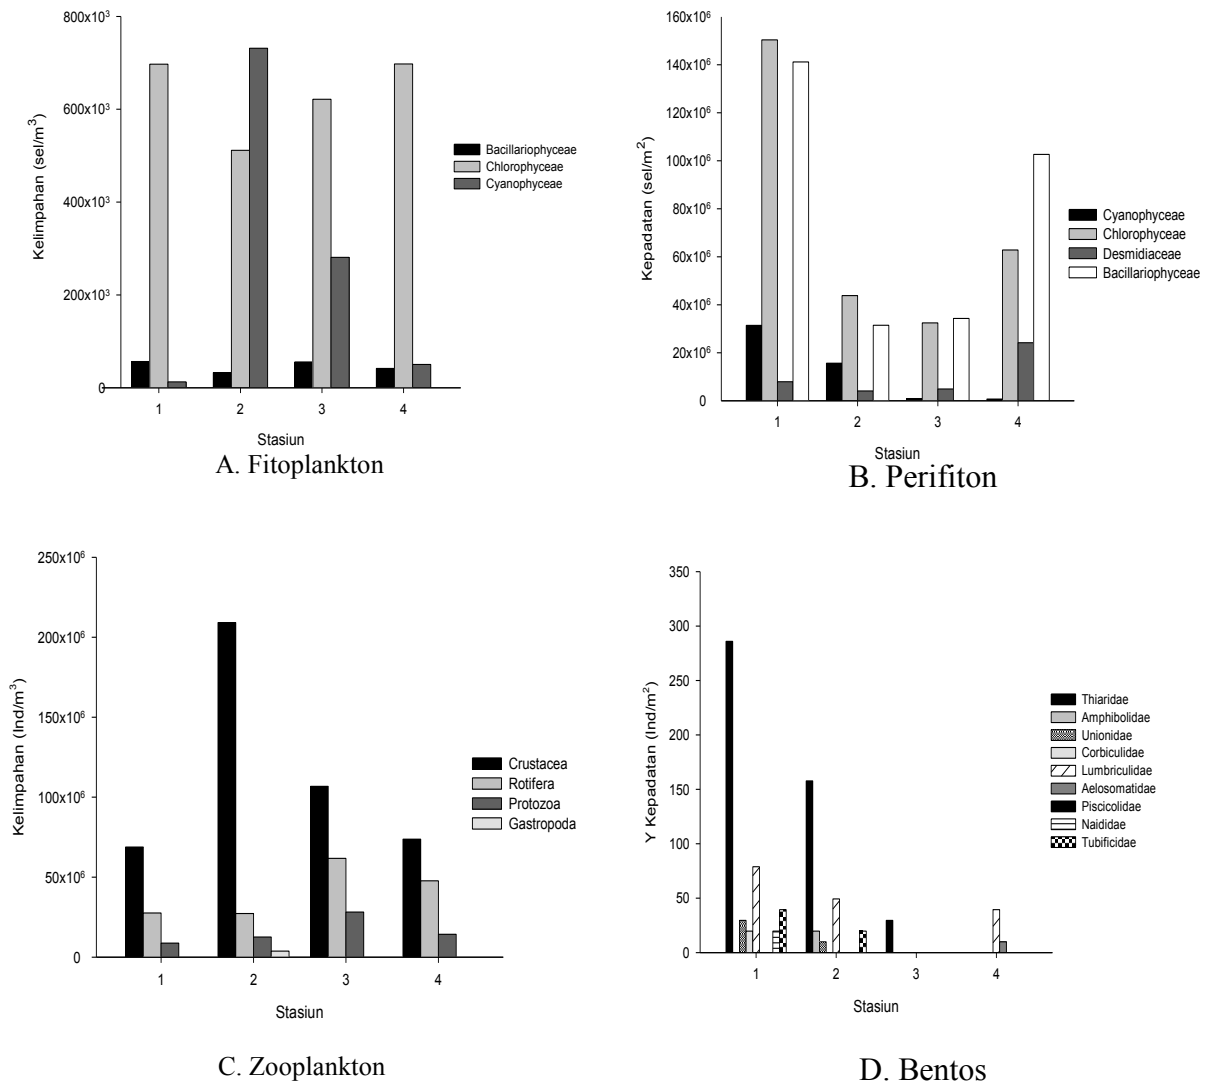 800x10³
600x10³
400x10³
200x10³
0
Kelimpahan (sel/m³)
1 2 3 4
Stasiun
Bacillariophyceae
Chlorophyceae
Cyanophyceae
A. Fitoplankton
160x10⁶
140x10⁶
120x10⁶
100x10⁶
80x10⁶
60x10⁶
40x10⁶
20x10⁶
0
Kepadatan (sel/m²)
1 2 3 4
Stasiun
Cyanophyceae
Chlorophyceae
Desmidiaceae
Bacillariophyceae
B. Perifiton
250x10⁶
200x10⁶
150x10⁶
100x10⁶
50x10⁶
0
Kelimpahan (Ind/m³)
1 2 3 4
Stasiun
Crustacea
Rotifera
Protozoa
Gastropoda
C. Zooplankton
350
300
250
200
150
100
50
0
Y Kepadatan (Ind/m²)
1 2 3 4
Stasiun
Thiaridae
Amphibolidae
Unionidae
Corbiculidae
Lumbriculidae
Aelosomatidae
Piscicolidae
Naididae
Tubificidae
D. Bentos